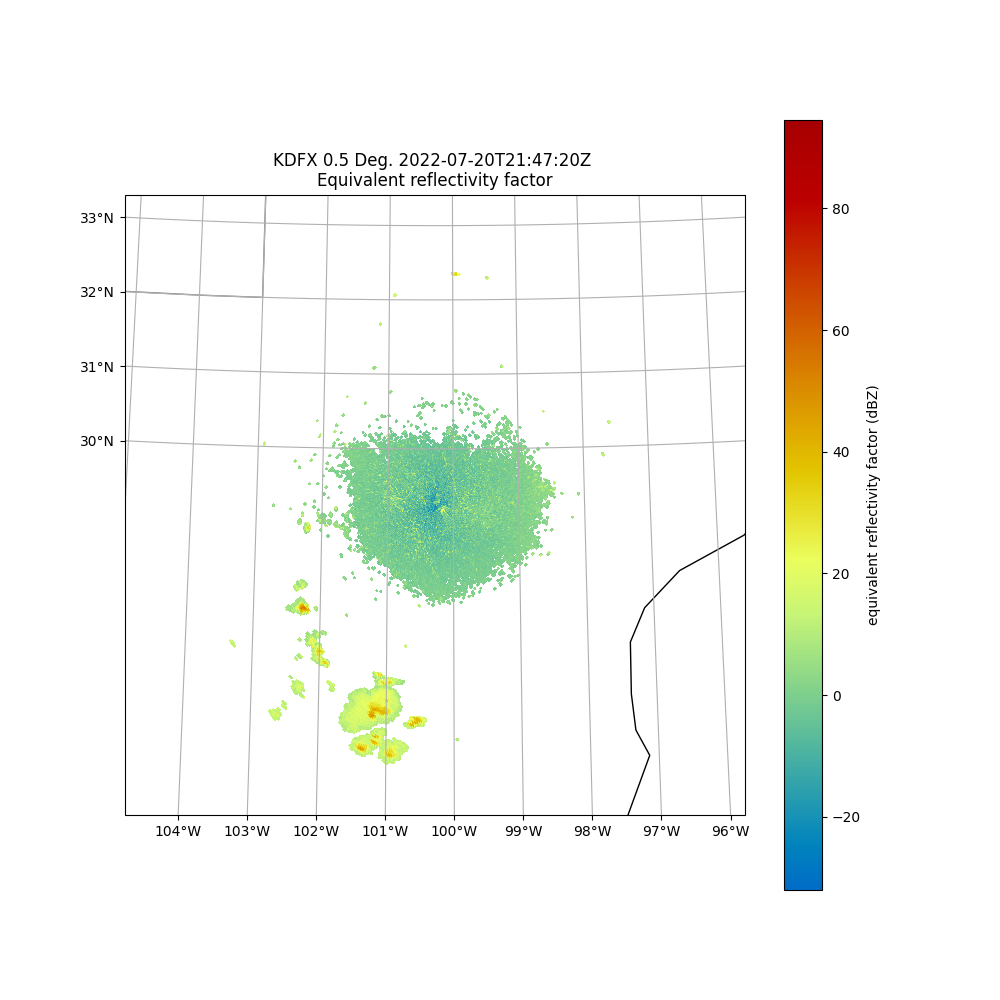 KDFX 0.5 Deg. 2022-07-20T21:47:20Z
Equivalent reflectivity factor
33°N
32°N
31°N
30°N
104°W 103°W 102°W 101°W 100°W 99°W 98°W 97°W 96°W
80
60
40
20
0
−20
equivalent reflectivity factor (dBZ)